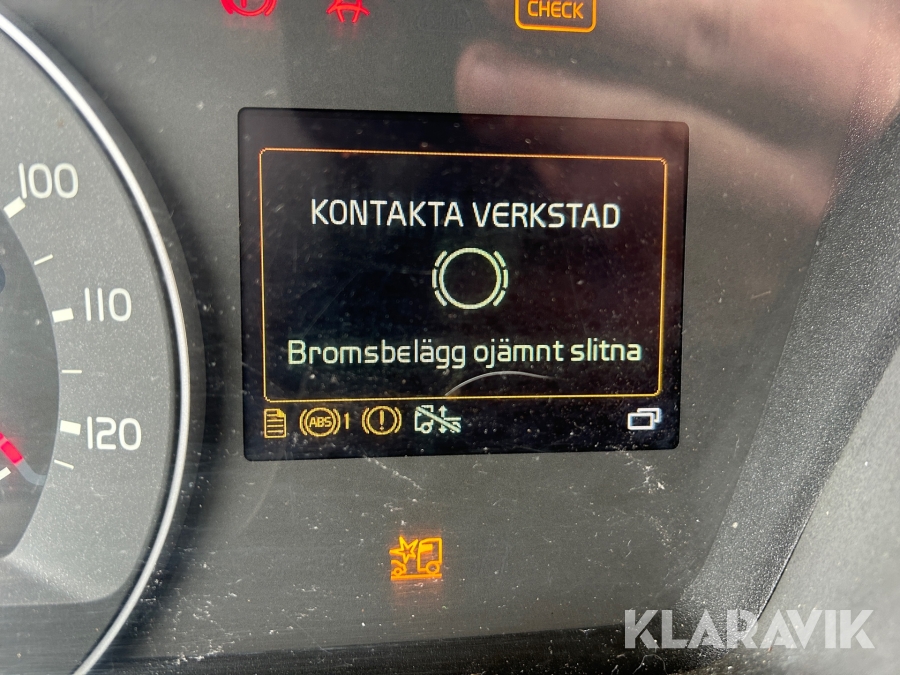 CHECK
100
KONTAKTA VERKSTAD
110
Bromsbelägg ojämnt slitna
120
ABS 1
KLARAVIK